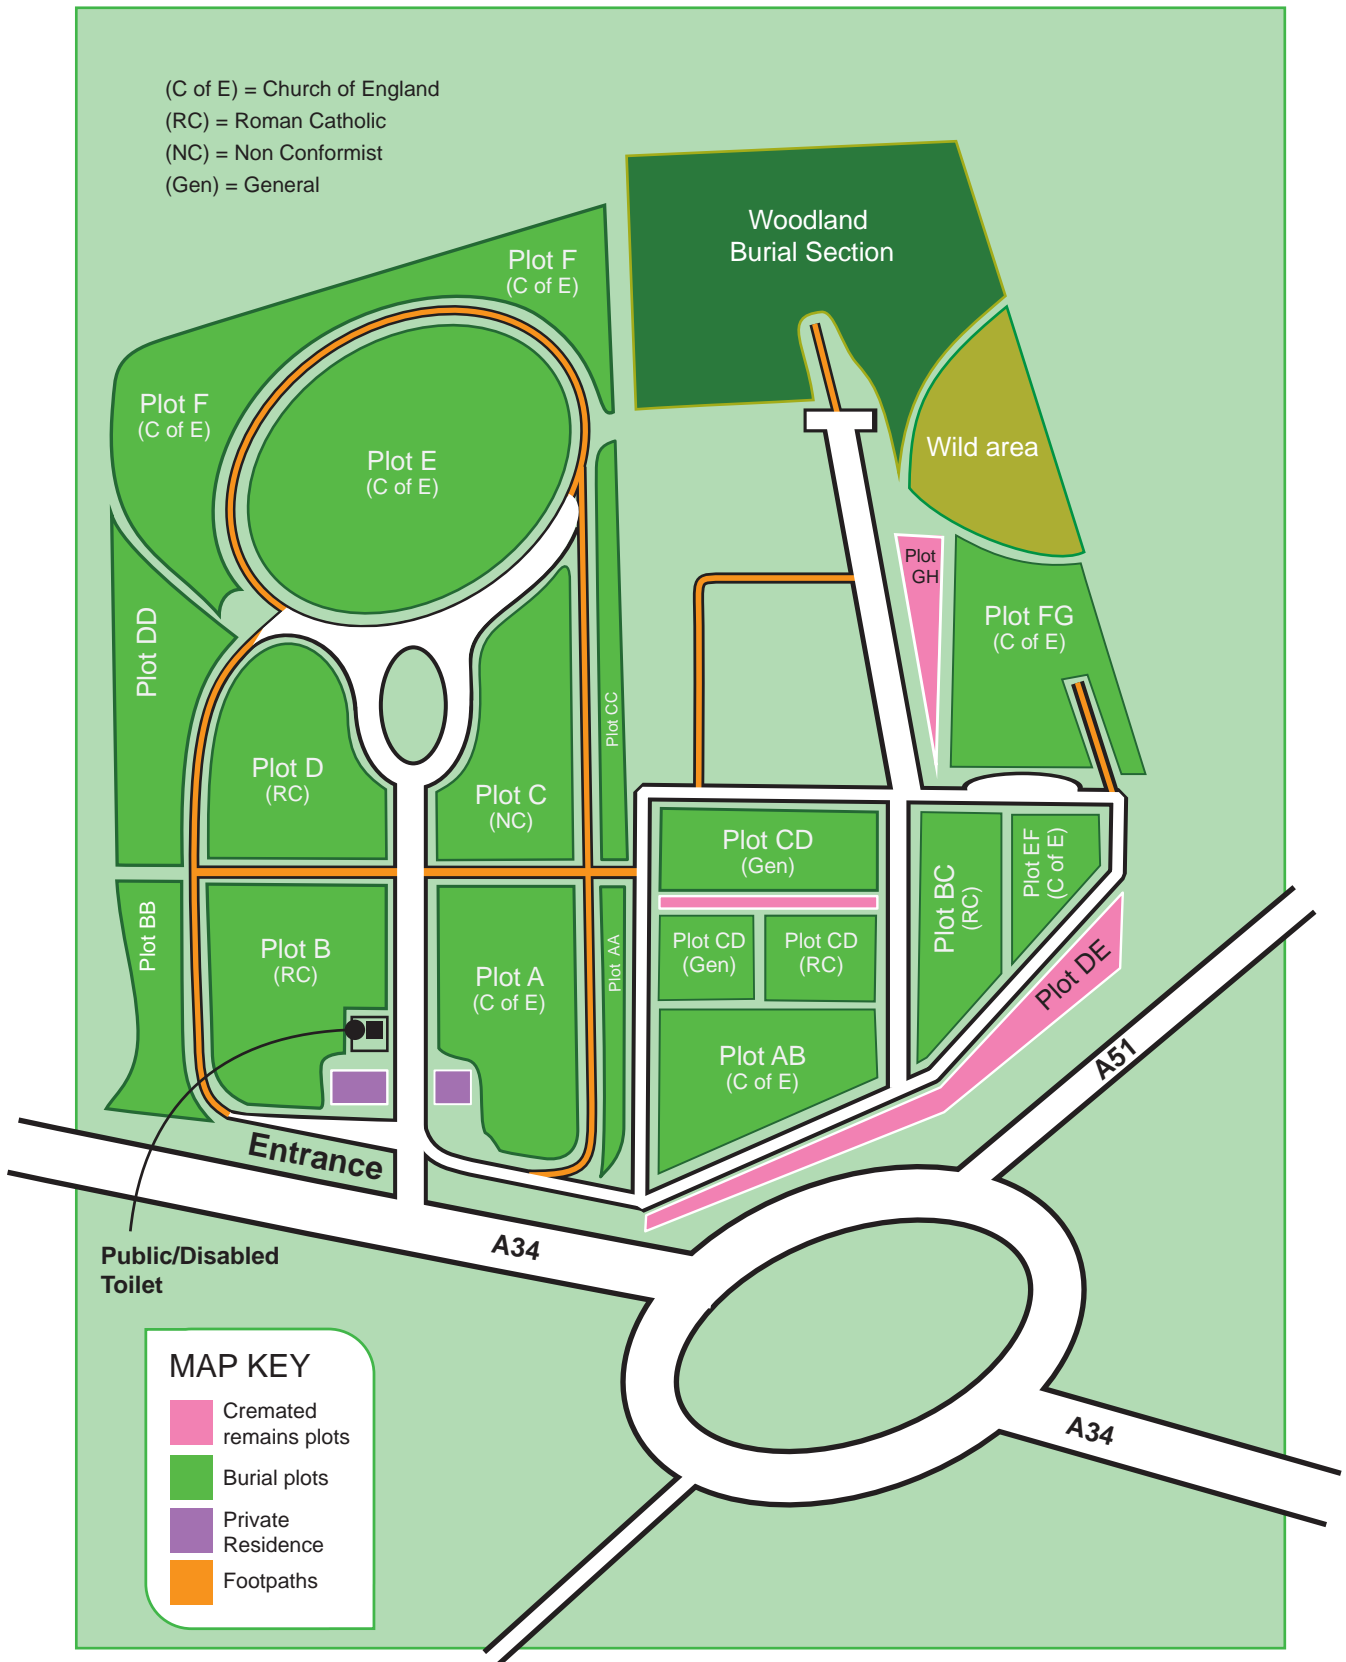 (C of E) = Church of England
(RC) = Roman Catholic
(NC) = Non Conformist
(Gen) = General
Woodland
Burial Section
Plot F
(C of E)
Plot F
(C of E)
Plot E
(C of E)
Wild area
Plot
GH
Plot FG
(C of E)
Plot DD
Plot CC
Plot D
(RC)
Plot C
(NC)
Plot CD
(Gen)
Plot EF
(C of E)
Plot BC
(RC)
Plot BB
Plot B
(RC)
Plot A
(C of E)
Plot AA
Plot CD
(Gen)
Plot CD
(RC)
Plot DE
Plot AB
(C of E)
A51
Entrance
A34
Public/Disabled
Toilet
MAP KEY
Cremated
remains plots
Burial plots
Private
Residence
Footpaths
A34